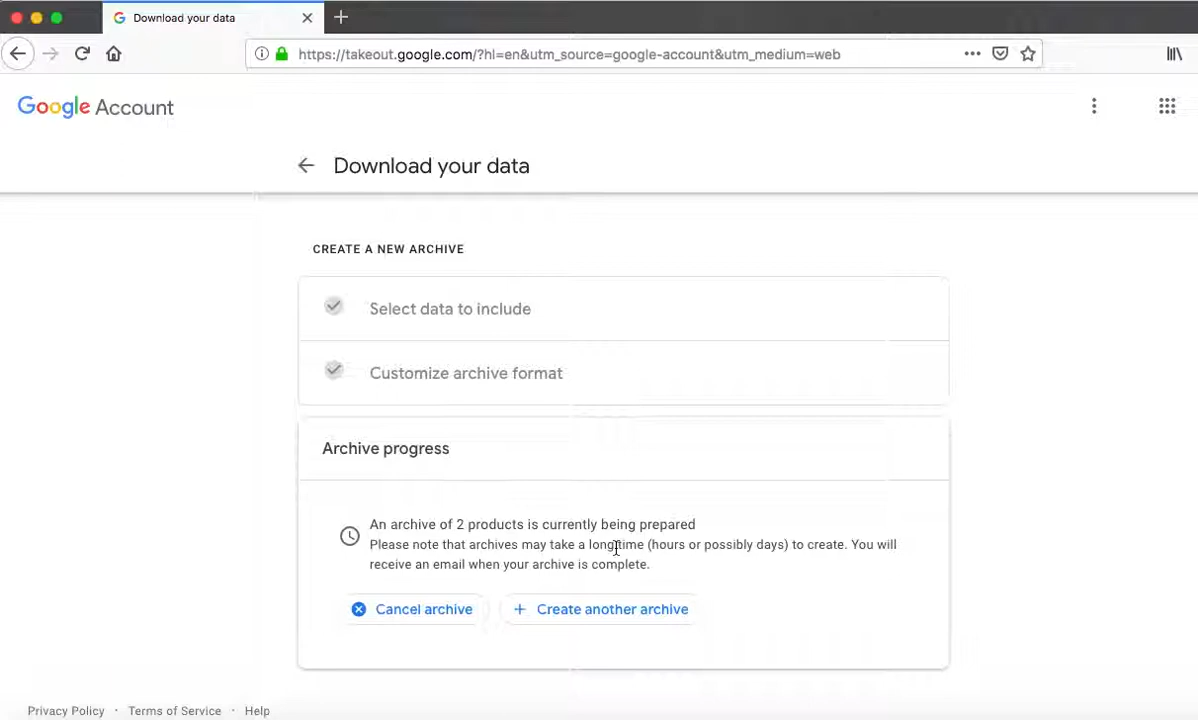 Download your data
https://takeout.google.com/?hl=en&utm_source=google-account&utm_medium=web
Google Account
Download your data
CREATE A NEW ARCHIVE
Select data to include
Customize archive format
Archive progress
An archive of 2 products is currently being prepared
Please note that archives may take a long time (hours or possibly days) to create. You will
receive an email when your archive is complete.
Cancel archive
Create another archive
Privacy Policy · Terms of Service · Help